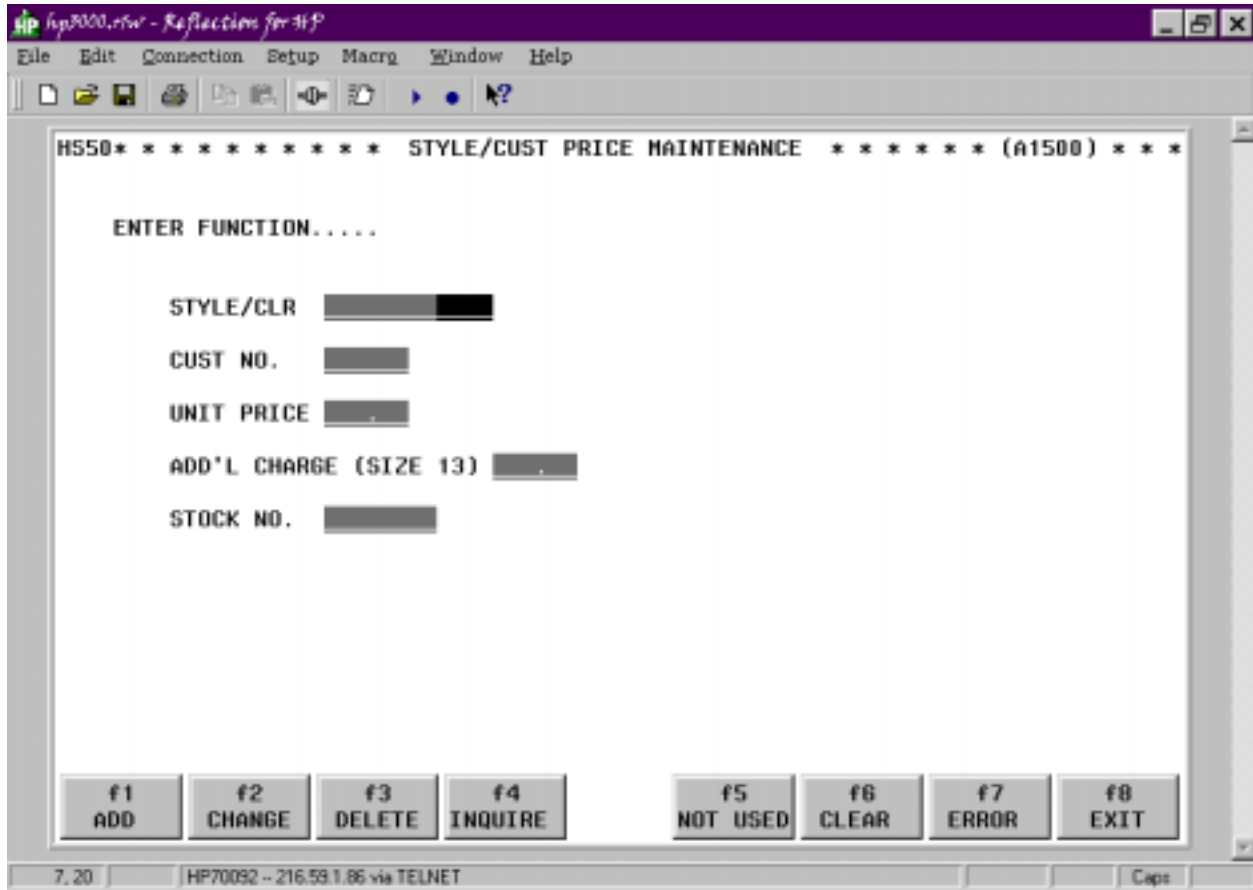 hp3000.rfw - Reflection for HP
File Edit Connection Setup Macro Window Help
HS50* * * * * * * * * * STYLE/CUST PRICE MAINTENANCE * * * * * * (A1500) * * *
ENTER FUNCTION.....
STYLE/CLR
CUST NO.
UNIT PRICE .
ADD'L CHARGE (SIZE 13) .
STOCK NO.
f1 f2 f3 f4 f5 f6 f7 f8
ADD CHANGE DELETE INQUIRE NOT USED CLEAR ERROR EXIT
7, 20 HP70092 -- 216.59.1.86 via TELNET Caps